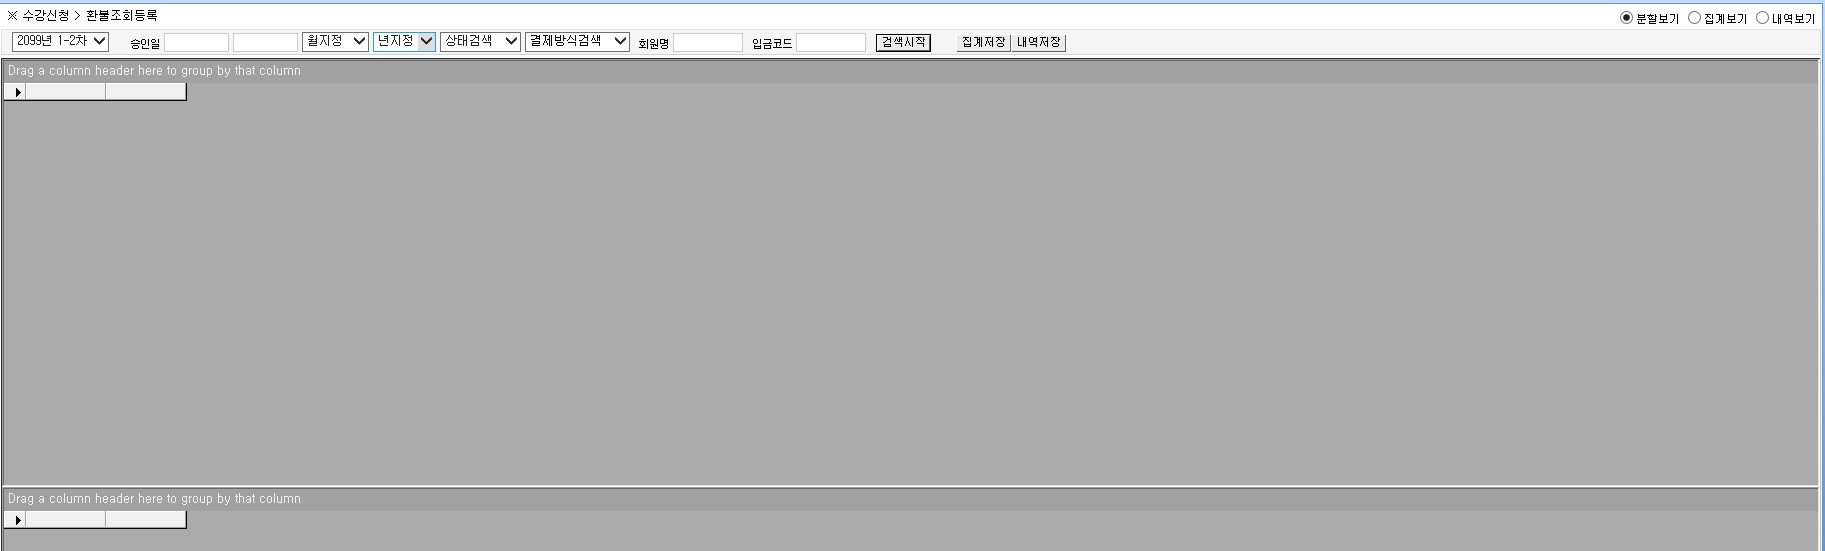 ※ 수강신청 > 환불조회등록
분할보기 집계보기 내역보기
2099년 1-2차 승인일 월지정 년지정 상태검색 결제방식검색 회원명 입금코드 검색시작 집계저장 내역저장
Drag a column header here to group by that column
Drag a column header here to group by that column